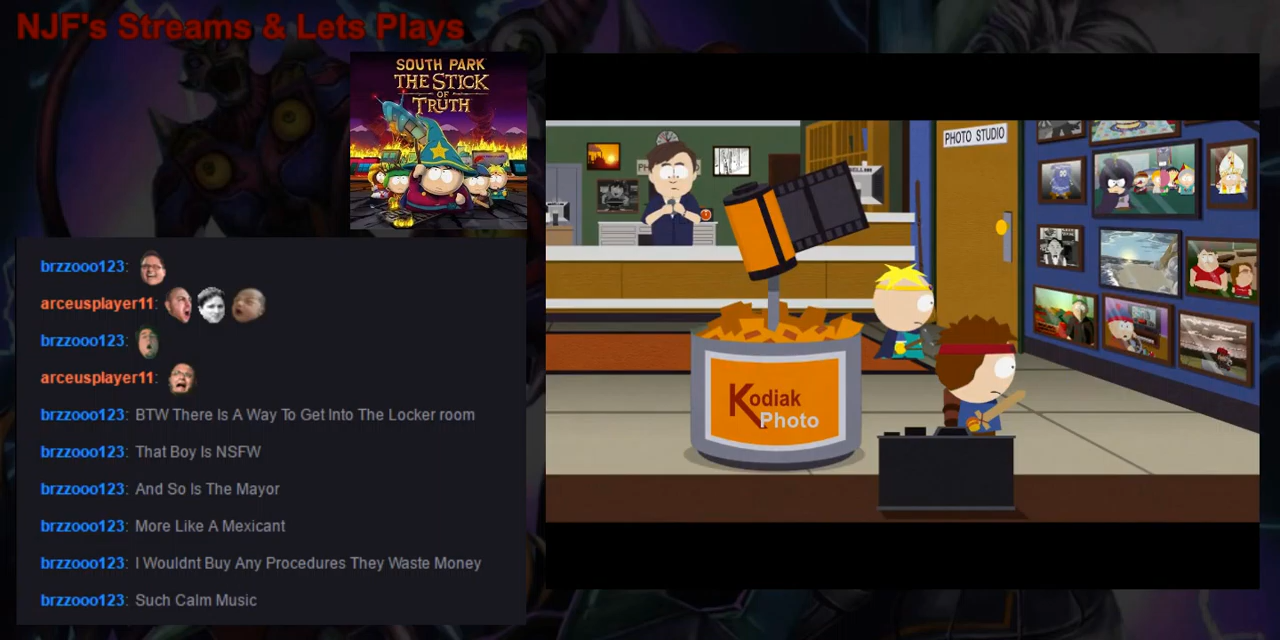 NJF's Streams & Lets Plays
SOUTH PARK
THE STICK
OF
TRUTH
PHOTO STUDIO
Kodiak
Photo
brzzooo123:
arceusplayer11:
brzzooo123:
arceusplayer11:
brzzooo123: BTW There Is A Way To Get Into The Locker room
brzzooo123: That Boy Is NSFW
brzzooo123: And So Is The Mayor
brzzooo123: More Like A Mexicant
brzzooo123: I Wouldnt Buy Any Procedures They Waste Money
brzzooo123: Such Calm Music